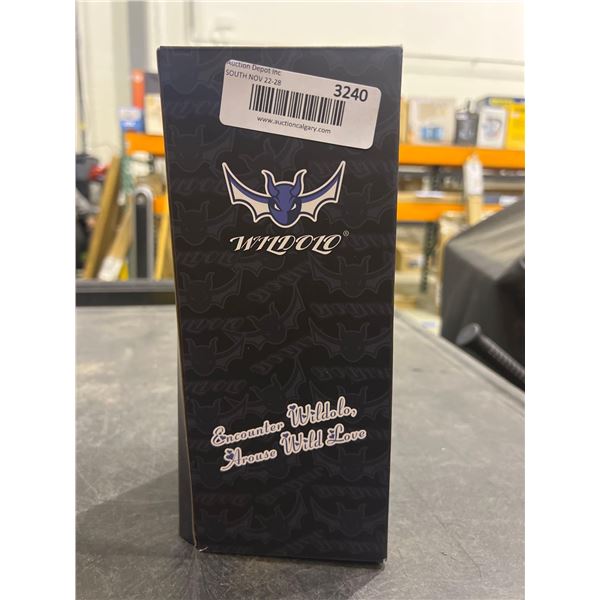 Auction Depot Inc.
SOUTH NOV 22-28
3240
www.auctioncalgary.com
WILDOLO®
Encounter Wildolo,
Arouse Wild Love